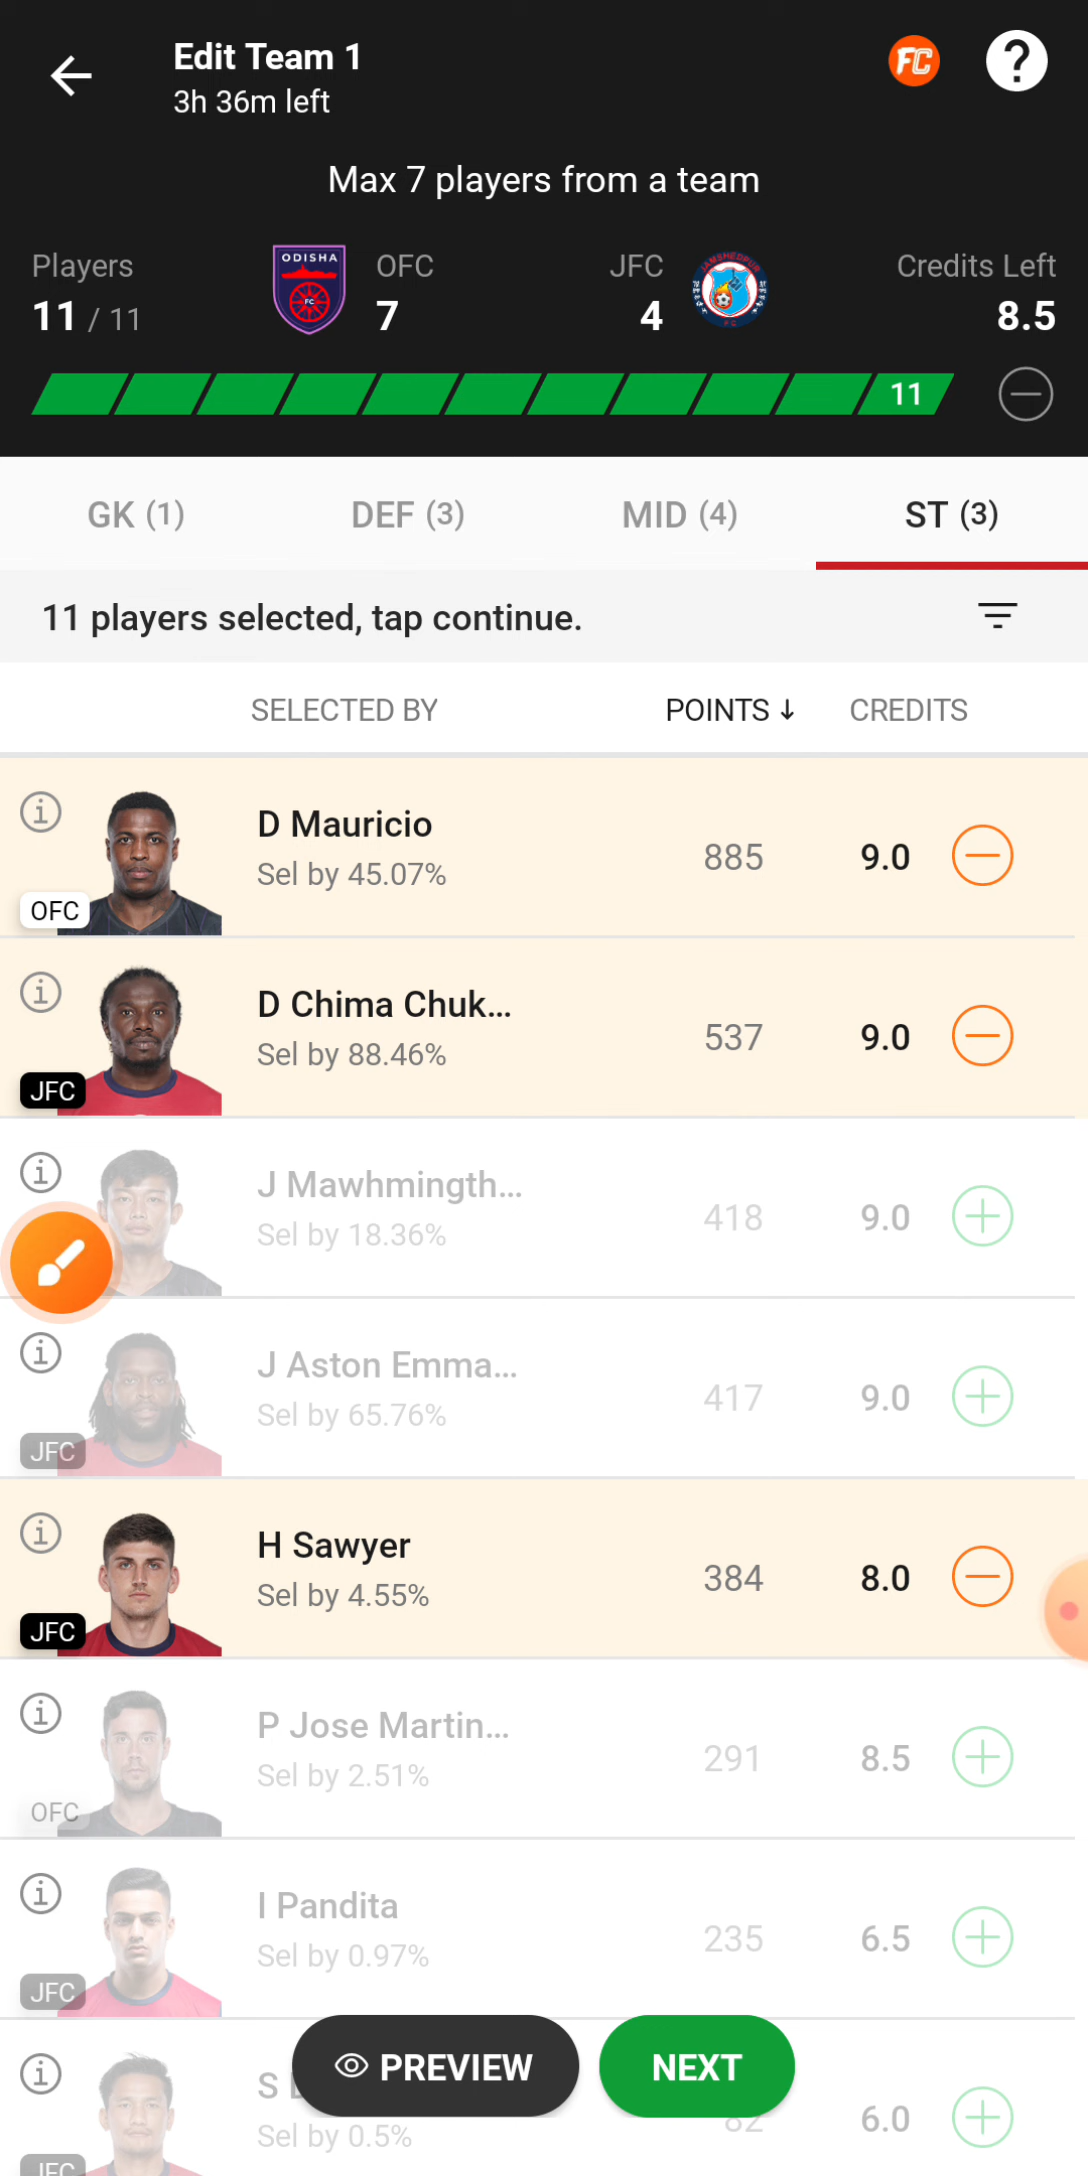 Edit Team 1
3h 36m left
FC
?
Max 7 players from a team
Players
11 / 11
ODISHA
FC
OFC
7
JFC
4
JAMSHEDPUR
FC
Credits Left
8.5
11
GK (1)
DEF (3)
MID (4)
ST (3)
11 players selected, tap continue.
SELECTED BY
POINTS ↓
CREDITS
D Mauricio
Sel by 45.07%
885
9.0
OFC
D Chima Chuk...
Sel by 88.46%
537
9.0
JFC
J Mawhmingth...
Sel by 18.36%
418
9.0
J Aston Emma...
Sel by 65.76%
417
9.0
JFC
H Sawyer
Sel by 4.55%
384
8.0
JFC
P Jose Martin...
Sel by 2.51%
291
8.5
OFC
I Pandita
Sel by 0.97%
235
6.5
JFC
PREVIEW
NEXT
S
Sel by 0.5%
82
6.0
JFC